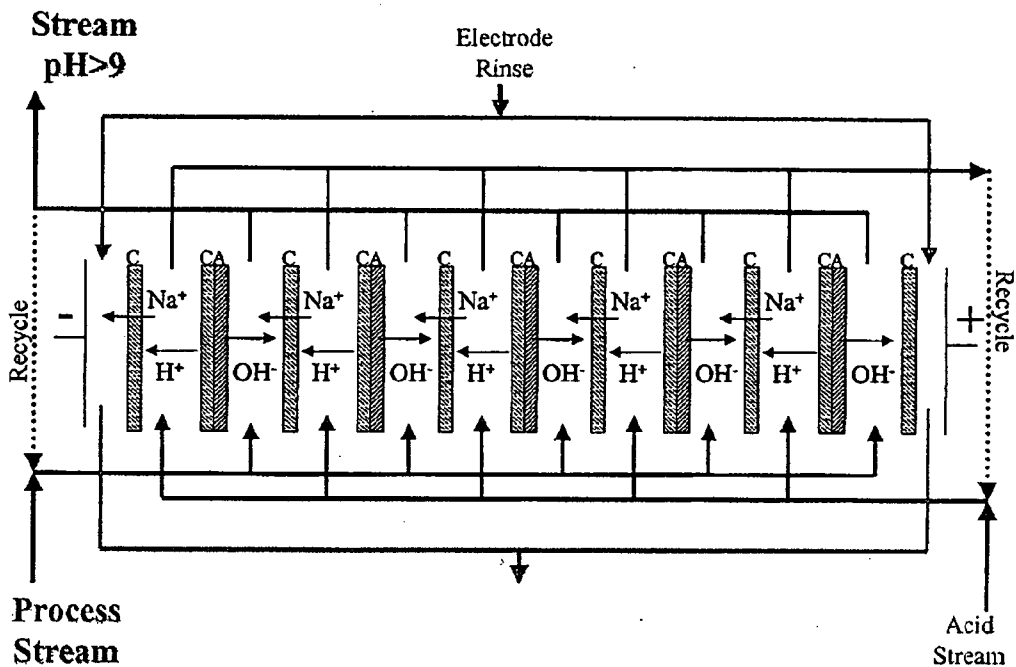 Stream
pH>9
Electrode
Rinse
C CA C CA C CA C CA C CA C
Na⁺ Na⁺ Na⁺ Na⁺ Na⁺
- +
H⁺ OH⁻ H⁺ OH⁻ H⁺ OH⁻ H⁺ OH⁻ H⁺ OH⁻
Recycle
Recycle
Process
Stream
Acid
Stream